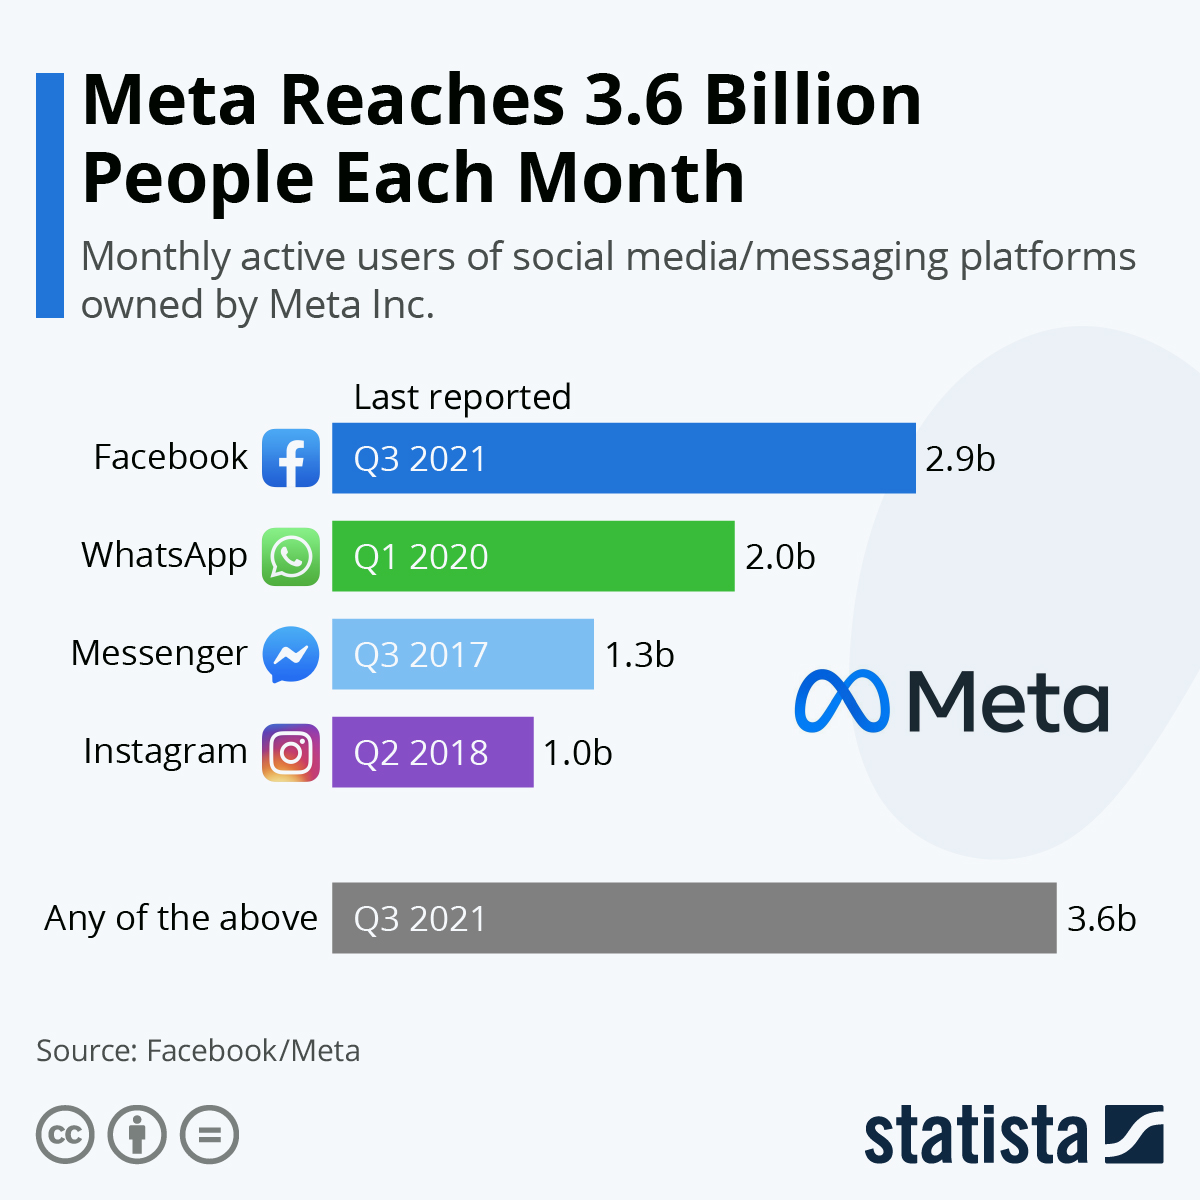 Meta Reaches 3.6 Billion
People Each Month
Monthly active users of social media/messaging platforms
owned by Meta Inc.
Last reported
Facebook Q3 2021 2.9b
WhatsApp Q1 2020 2.0b
Messenger Q3 2017 1.3b
Meta
Instagram Q2 2018 1.0b
Any of the above Q3 2021 3.6b
Source: Facebook/Meta
cc
statista